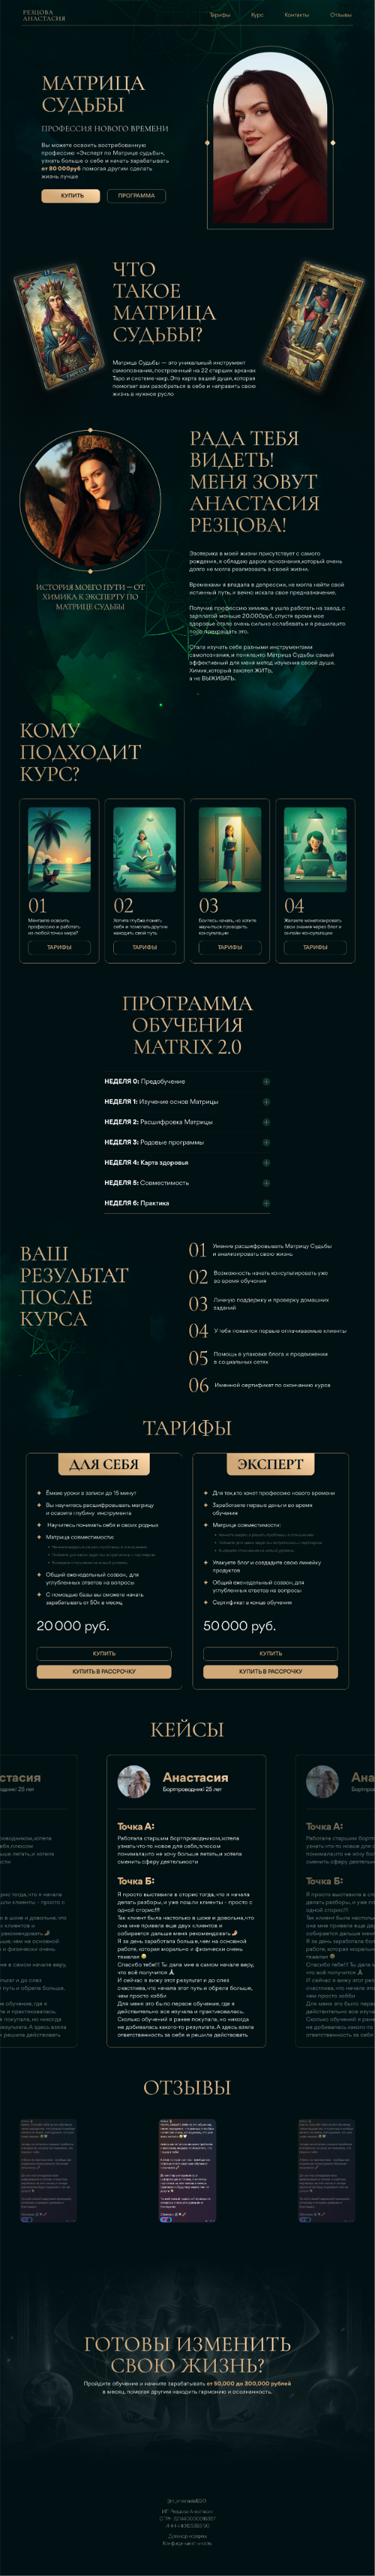 РЕЗЦОВА
АНАСТАСИЯ
Тарифы
Курс
Контакты
Отзывы
МАТРИЦА
СУДЬБЫ
ПРОФЕССИЯ НОВОГО ВРЕМЕНИ
Вы можете освоить востребованную
профессию «Эксперт по Матрице судьбы»,
узнать больше о себе и начать зарабатывать
от 80 000руб помогая другим сделать
жизнь лучше
КУПИТЬ
ПРОГРАММА
ЧТО
ТАКОЕ
МАТРИЦА
СУДЬБЫ?
Матрица Судьбы — это уникальный инструмент
самопознания, построенный на 22 старших арканах
Таро и системе чакр. Это карта вашей души, которая
помогает вам разобраться в себе и направить свою
жизнь в нужное русло
РАДА ТЕБЯ
ВИДЕТЬ!
МЕНЯ ЗОВУТ
АНАСТАСИЯ
РЕЗЦОВА!
ИСТОРИЯ МОЕГО ПУТИ — ОТ
ХИМИКА К ЭКСПЕРТУ ПО
МАТРИЦЕ СУДЬБЫ
Эзотерика в моей жизни присутствует с самого
рождения, я обладаю даром яснознания,который очень
долго не могла реализовать в своей жизни.
Временами я впадала в депрессии, не могла найти свой
истинный путь, и вечно искала свое предназначение.
Получив профессию химика, я ушла работать на завод, с
зарплатой меньше 20.000руб, спустя время мое
здоровье стало очень сильно ослабевать и я решила,что
пора прекращать это.
Стала изучать себя разными инструментами
самопознания, и поняла,что Матрица Судьбы самый
эффективный для меня метод изучения своей души.
Химик,который захотел ЖИТЬ,
а не ВЫЖИВАТЬ.
КОМУ
ПОДХОДИТ
КУРС?
01
Мечтаете освоить
профессию и работать
из любой точки мира?
ТАРИФЫ
02
Хотите глубже понять
себя и помогать другим
находить свой путь
ТАРИФЫ
03
Боитесь начать, но хотите
научиться проводить
консультации
ТАРИФЫ
04
Желаете монетизировать
свои знания через блог и
онлайн-консультации
ТАРИФЫ
ПРОГРАММА
ОБУЧЕНИЯ
MATRIX 2.0
НЕДЕЛЯ 0: Предобучение
НЕДЕЛЯ 1: Изучение основ Матрицы
НЕДЕЛЯ 2: Расшифровка Матрицы
НЕДЕЛЯ 3: Родовые программы
НЕДЕЛЯ 4: Карта здоровья
НЕДЕЛЯ 5: Совместимость
НЕДЕЛЯ 6: Практика
ВАШ
РЕЗУЛЬТАТ
ПОСЛЕ
КУРСА
01 Умение расшифровывать Матрицу Судьбы
и анализировать свою жизнь
02 Возможность начать консультировать уже
во время обучения
03 Личную поддержку и проверку домашних
заданий
04 У тебя появятся первые оплачиваемые клиенты
05 Помощь в упаковке блога и продвижении
в социальных сетях
06 Именной сертификат по окончанию курса
ТАРИФЫ
ДЛЯ СЕБЯ
Ёмкие уроки в записи до 15 минут
Вы научитесь расшифровывать матрицу
и освоите глубину инструмента
Научитесь понимать себя и своих родных
Матрица совместимости:
Общий еженедельный созвон, для
углубленных ответов на вопросы
С помощью базы вы сможете начать
зарабатывать от 50к в месяц
20 000 руб.
КУПИТЬ
КУПИТЬ В РАССРОЧКУ
ЭКСПЕРТ
Для тех,кто хочет профессию нового времени
Заработаете первые деньги во время
обучения
Матрица совместимости:
Упакуете блог и создадите свою линейку
продуктов
Общий еженедельный созвон, для
углубленных ответов на вопросы
Сертификат в конце обучения
50 000 руб.
КУПИТЬ
КУПИТЬ В РАССРОЧКУ
КЕЙСЫ
Анастасия
Бортпроводник/ 25 лет
Точка А:
Работала старшим бортпроводником,хотела
узнать что-то новое для себя,плюсом
понимала,что не хочу больше летать,и хотела
сменить сферу деятельности
Точка Б:
Я просто выставила в сторис тогда,что я начала
делать разборы, и уже пошли клиенты - просто с
одной сторис!!!
Так клиент была настолько в шоке и довольна,что
она мне привела еще двух клиентов и
собирается дальше меня рекомендовать 🤌
Я за день заработала больше,чем на основной
работе, которая морально и физически очень
тяжелая 😅
Спасибо тебе!!! Ты дала мне в самом начале веру,
что всё получится 🙏
И сейчас я вижу этот результат и до слез
счастлива,что начала этот путь и обрела больше,
чем просто хобби
Для меня это было первое обучение, где я
действительно училась и практиковалась.
Сколько обучений я ранее покупала, но никогда
не добивалась какого-то результата. А здесь взяла
ответственность за себя и решила действовать
ОТЗЫВЫ
ГОТОВЫ ИЗМЕНИТЬ
СВОЮ ЖИЗНЬ?
Пройдите обучение и начните зарабатывать от 50,000 до 300,000 рублей
в месяц, помогая другим находить гармонию и осознанность.
ИП Резцова Анастасия